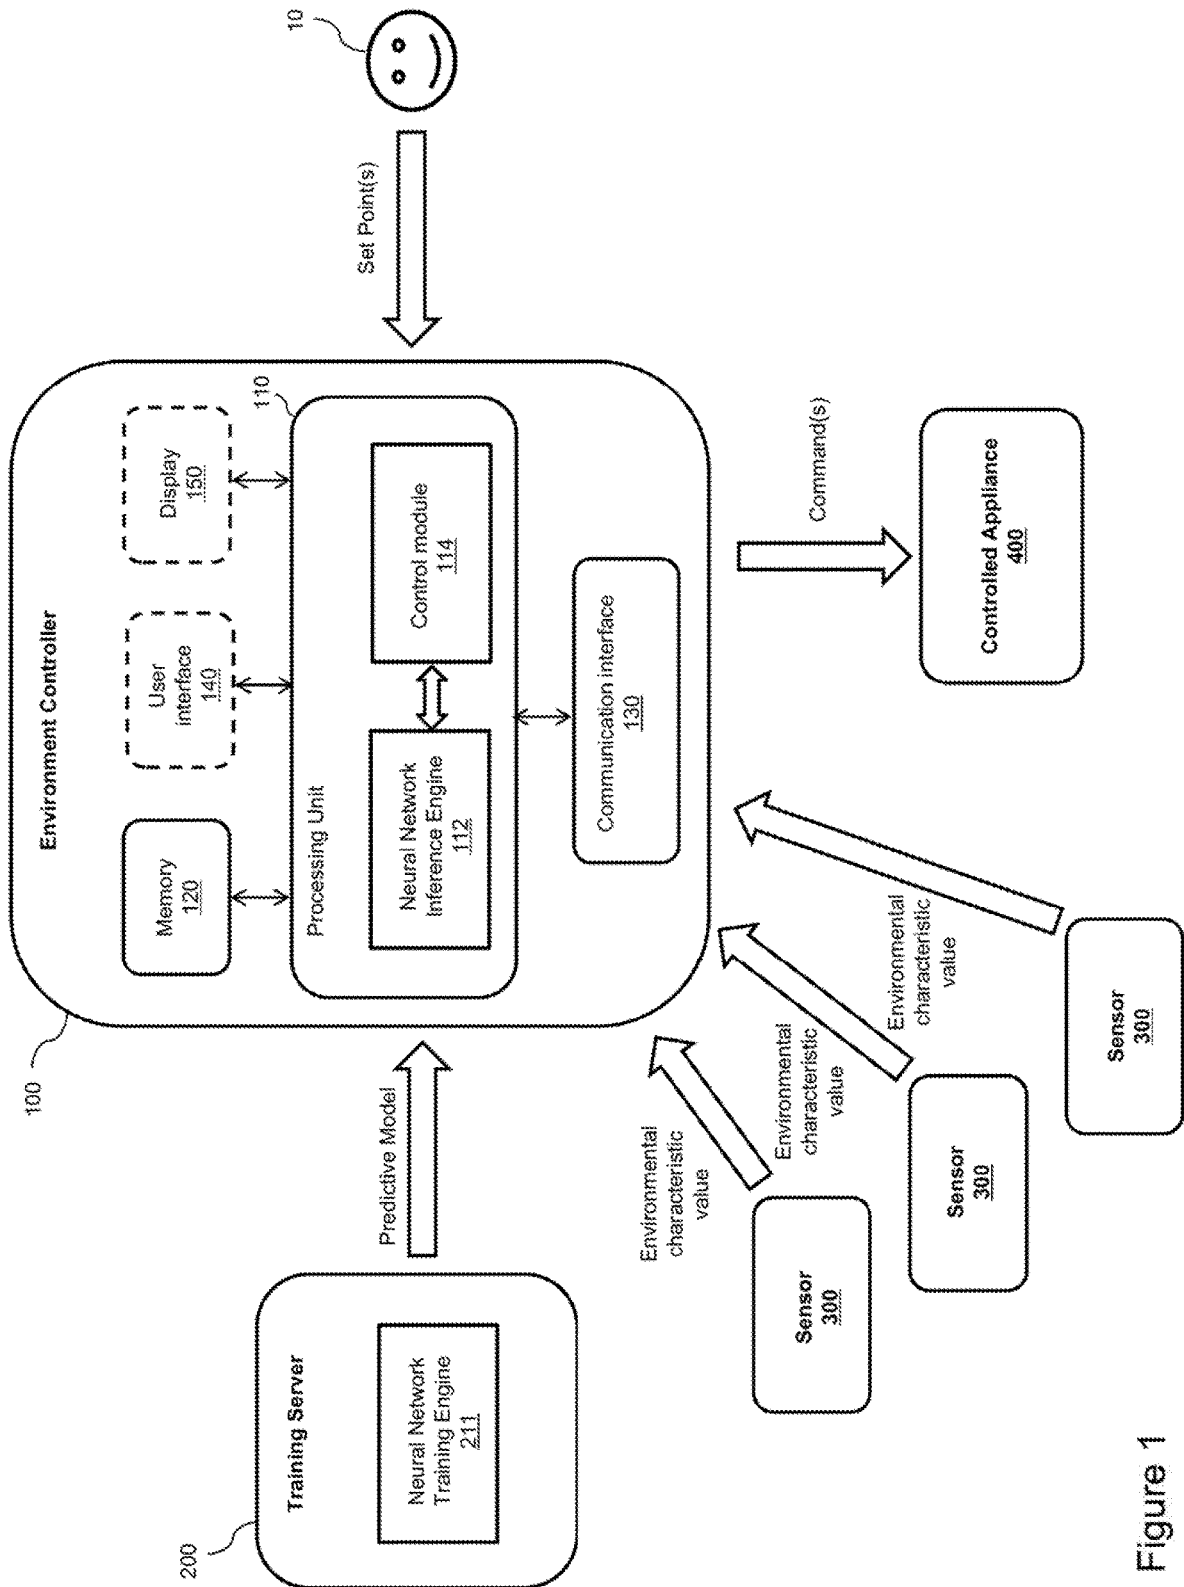 200
Training Server
Neural Network
Training Engine
211
Predictive Model
100
Environment Controller
Memory
120
User
interface
140
Display
150
Processing Unit
110
Neural Network
Inference Engine
112
Control module
114
Communication interface
130
Set Point(s)
10
Environmental
characteristic
value
Environmental
characteristic
value
Environmental
characteristic
value
Sensor
300
Sensor
300
Sensor
300
Command(s)
Controlled Appliance
400
Figure 1